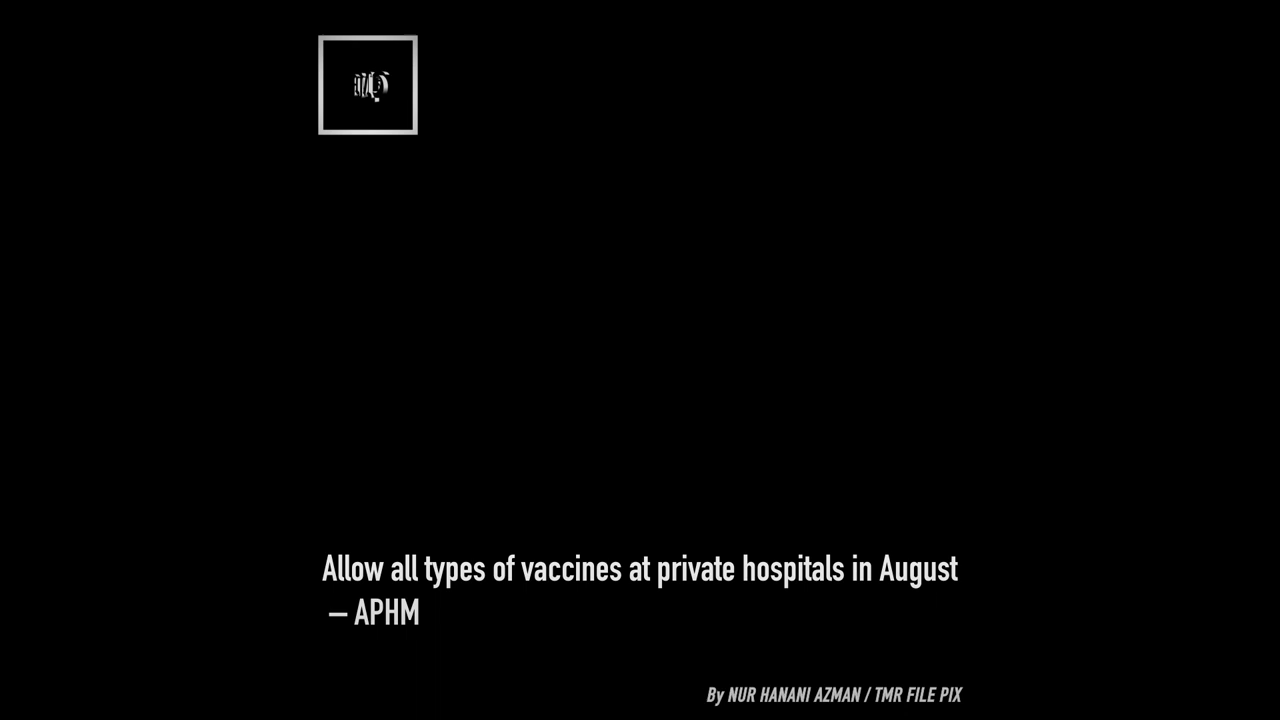 Allow all types of vaccines at private hospitals in August
– APHM
By NUR HANANI AZMAN / TMR FILE PIX